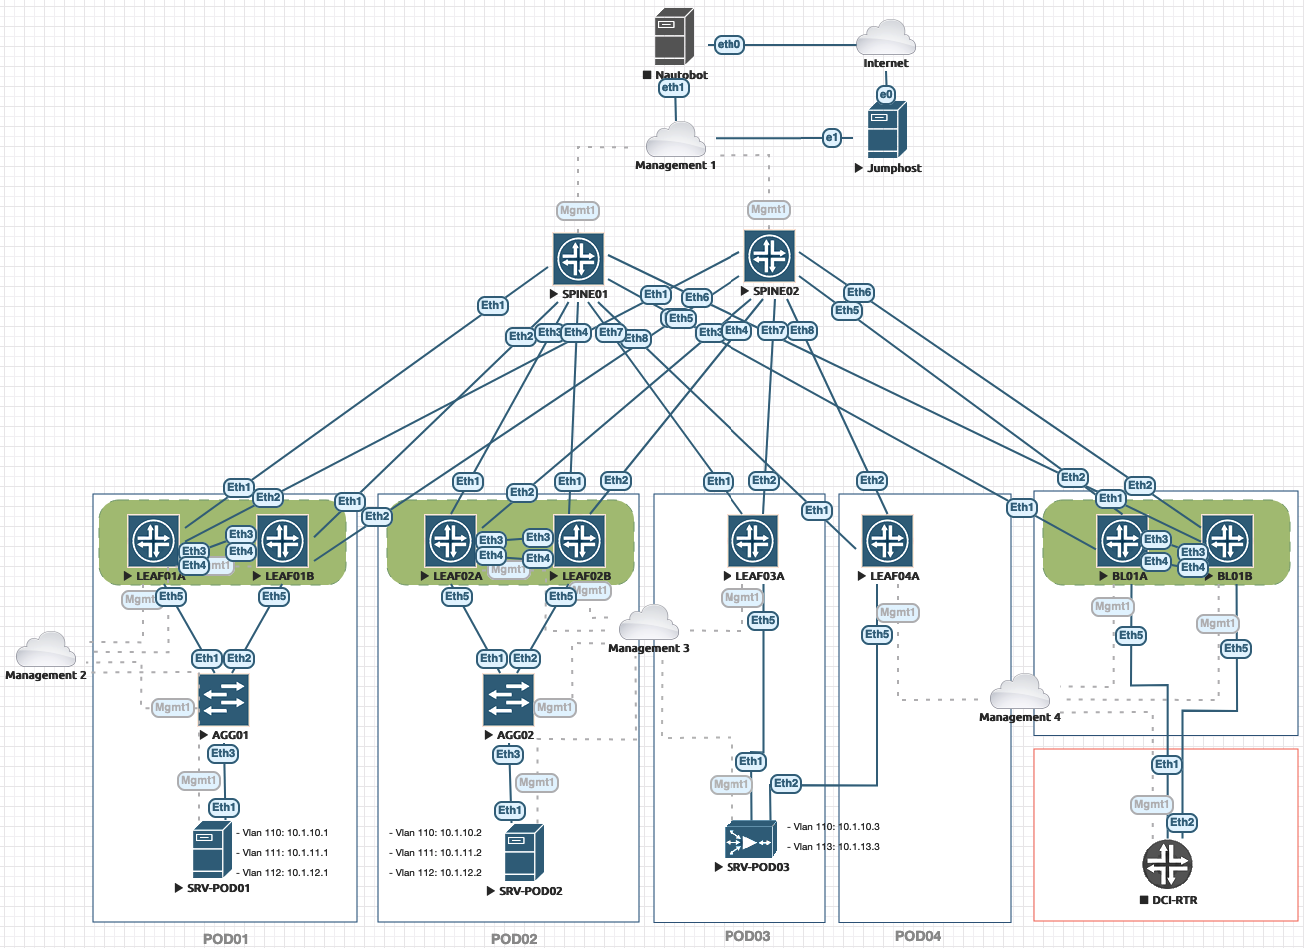 eth0
Internet
Nautobot
eth1
e0
e1
Management 1
Jumphost
Mgmt1
Mgmt1
SPINE01
SPINE02
Eth1
Eth1
Eth6
Eth6
Eth5
Eth5
Eth2
Eth3
Eth4
Eth7
Eth8
Eth3
Eth4
Eth7
Eth8
Eth1
Eth2
Eth1
Eth2
Eth1
Eth2
Eth1
Eth2
Eth1
Eth2
Eth2
Eth1
Eth2
Eth1
Eth2
Eth1
Eth3
Eth3
Eth4
Eth4
mt1
Eth3
Eth3
Eth4
Eth4
Mgmt1
Eth3
Eth3
Eth4
Eth4
LEAF01A
LEAF01B
LEAF02A
LEAF02B
LEAF03A
LEAF04A
BL01A
BL01B
Mgmt1
Eth5
Eth5
Eth5
Eth5
Mgmt1
Mgmt1
Mgmt1
Mgmt1
Mgmt1
Eth5
Eth5
Eth5
Eth5
Management 2
Management 3
Management 4
Eth1
Eth2
Eth1
Eth2
Mgmt1
Mgmt1
AGG01
AGG02
Eth3
Eth3
Mgmt1
Mgmt1
Eth1
Mgmt1
Eth2
Eth1
Mgmt1
Eth2
Eth1
Eth1
- Vlan 110: 10.1.10.1
- Vlan 111: 10.1.11.1
- Vlan 112: 10.1.12.1
- Vlan 110: 10.1.10.2
- Vlan 111: 10.1.11.2
- Vlan 112: 10.1.12.2
- Vlan 110: 10.1.10.3
- Vlan 113: 10.1.13.3
SRV-POD01
SRV-POD02
SRV-POD03
DCI-RTR
POD01
POD02
POD03
POD04